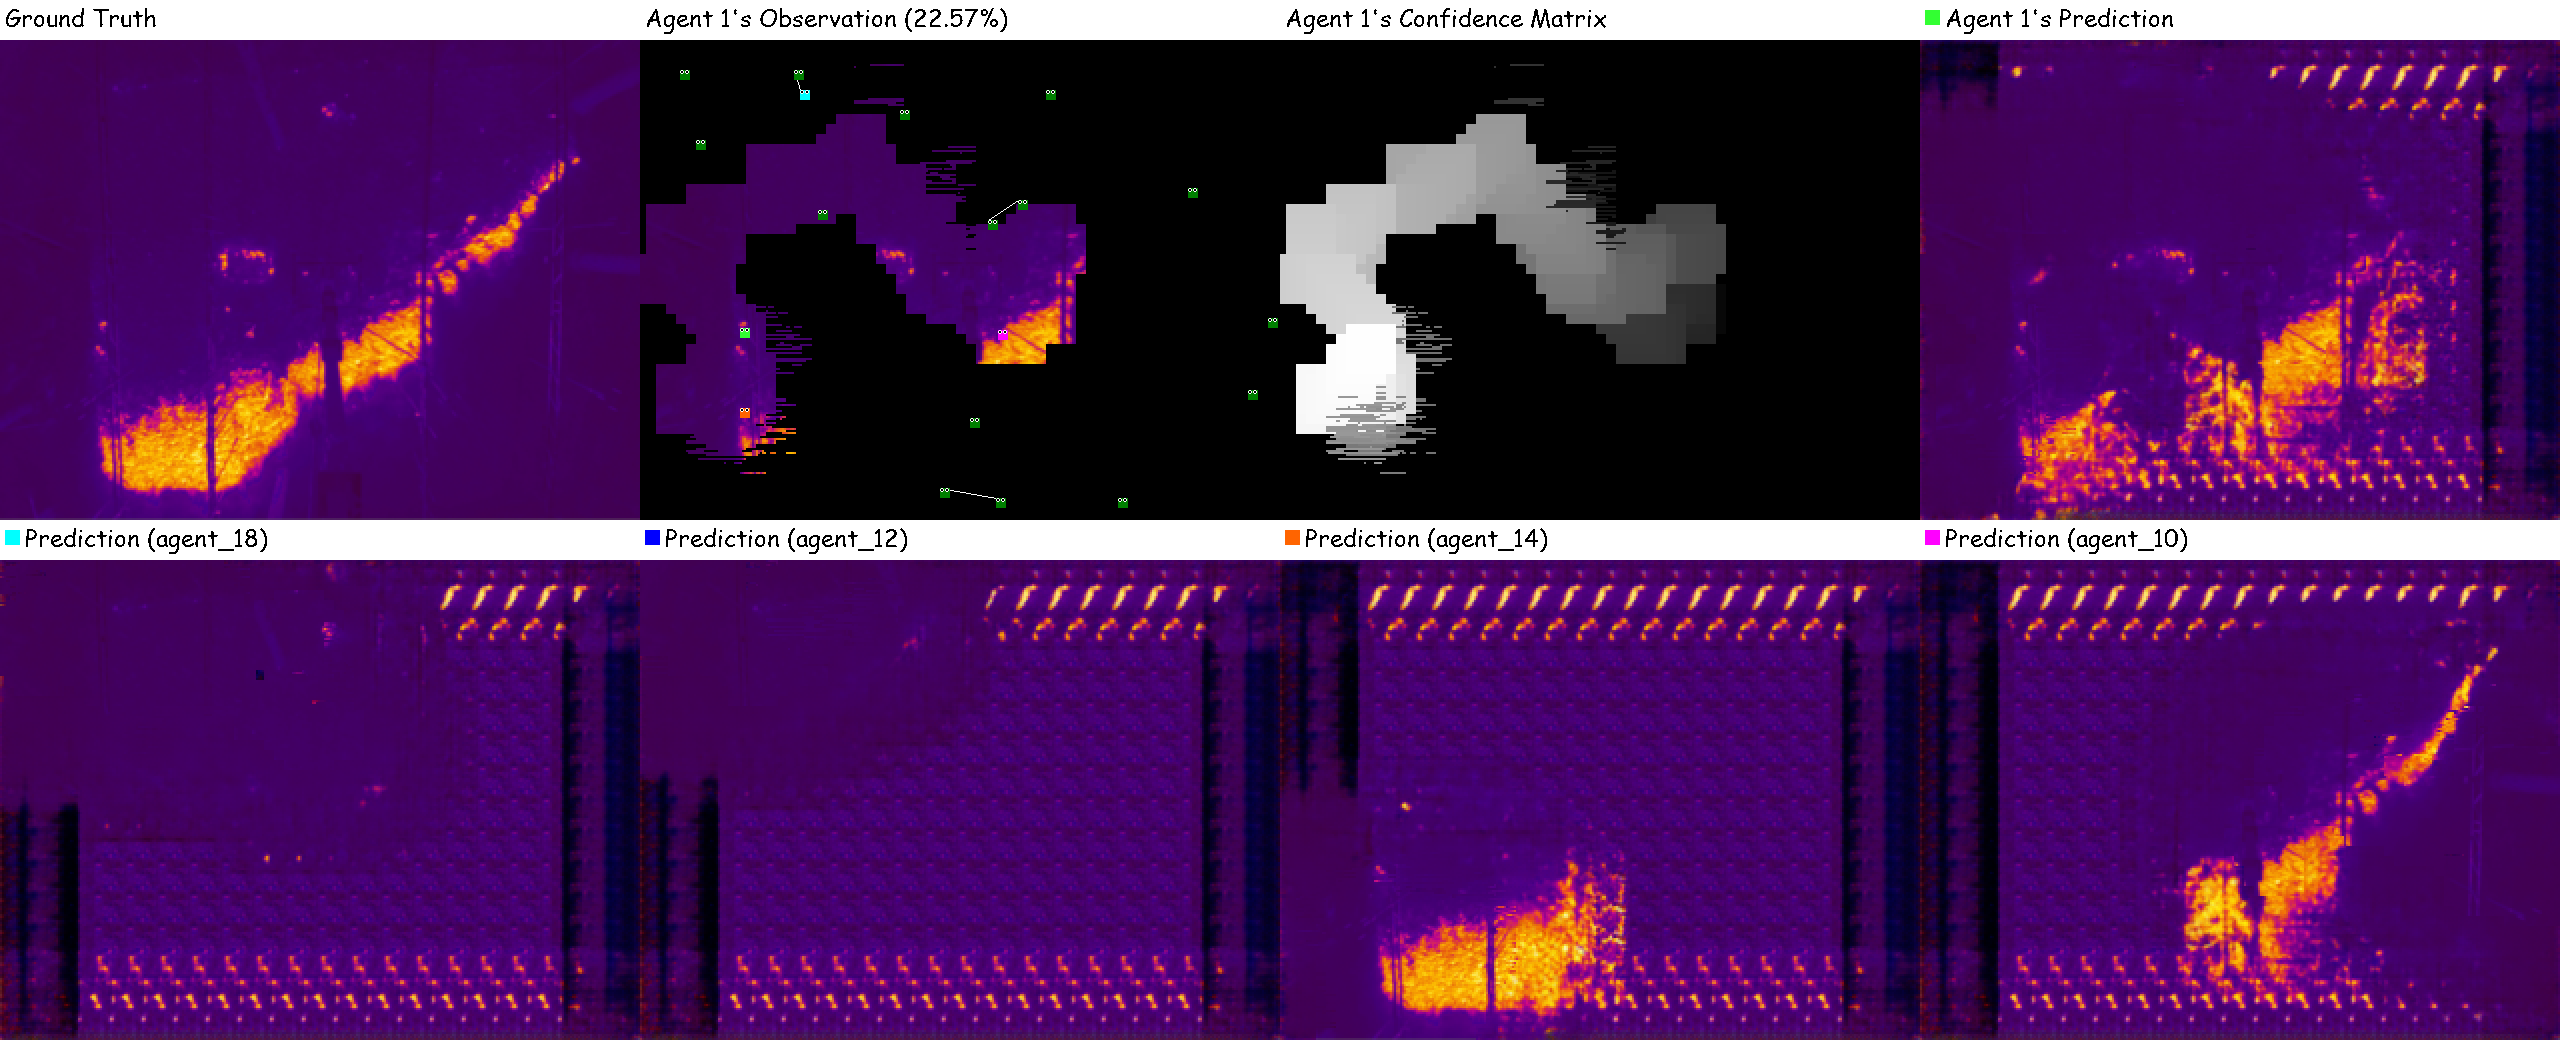 Ground Truth
Agent 1's Observation (22.57%)
Agent 1's Confidence Matrix
Agent 1's Prediction
Prediction (agent_18)
Prediction (agent_12)
Prediction (agent_14)
Prediction (agent_10)